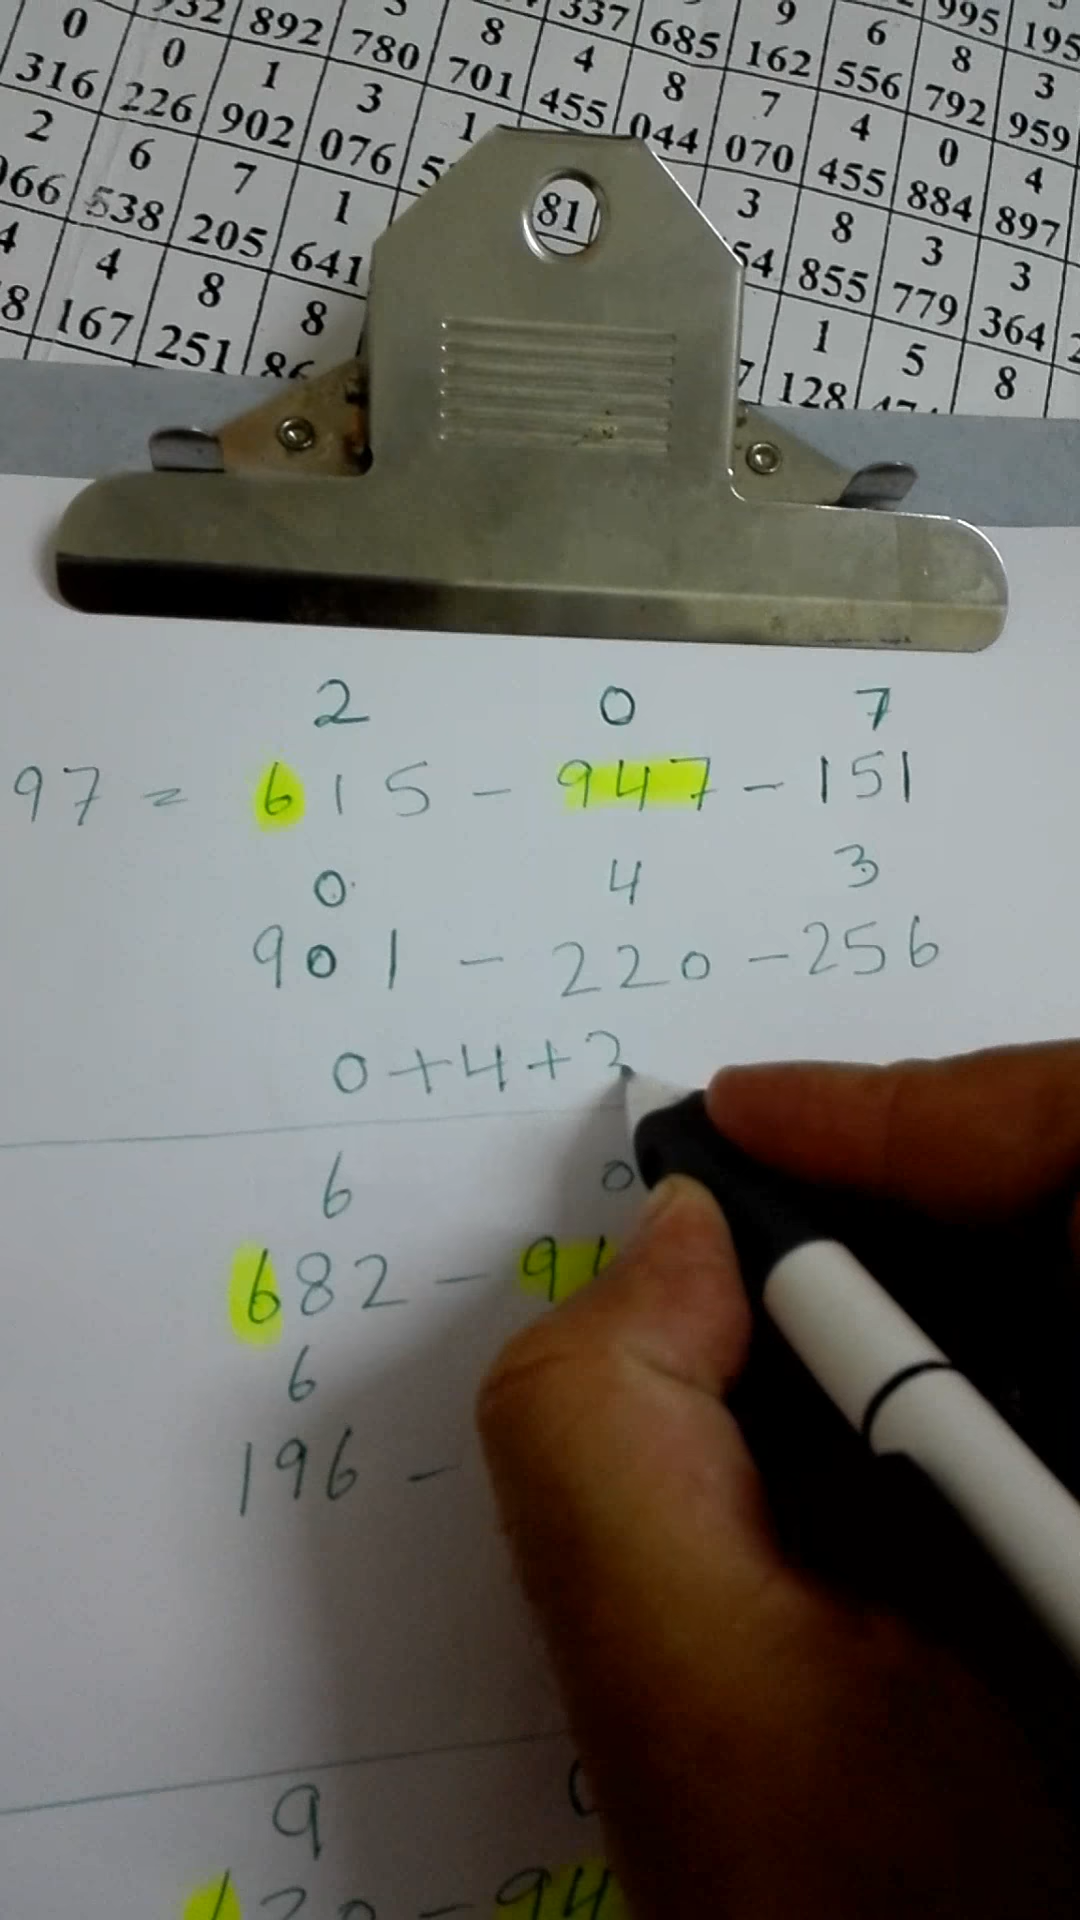 892 780 8 337 685 9 6 995 195
0 0 1 3 701 4 8 162 556 8 3
316 226 902 076 1 455 044 7 4 792 959
2 6 7 1 81 070 455 0 4
538 205 641 3 8 884 897
4 8 8 855 3 3
167 251 1 779 364
128 5 8
2 0 7
97 = 615 - 947 - 151
0 4 3
901 - 220 - 256
0 + 4 + 3
6 0
682 - 9
6
196 -
9
- 94